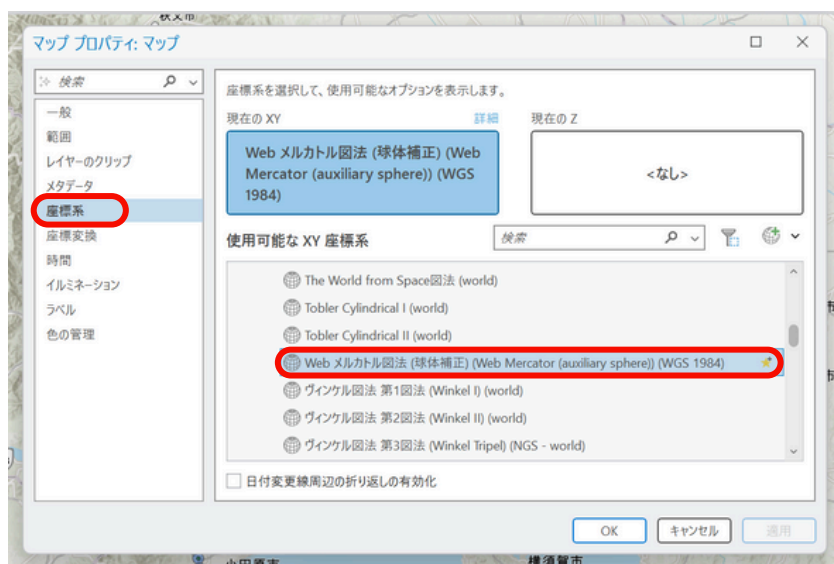 秩父市
マップ プロパティ: マップ
検索
一般
範囲
レイヤーのクリップ
メタデータ
座標系
座標変換
時間
イルミネーション
ラベル
色の管理
座標系を選択して、使用可能なオプションを表示します。
現在の XY
詳細
現在の Z
Web メルカトル図法 (球体補正) (Web
Mercator (auxiliary sphere)) (WGS
1984)
<なし>
使用可能な XY 座標系
検索
The World from Space図法 (world)
Tobler Cylindrical I (world)
Tobler Cylindrical II (world)
Web メルカトル図法 (球体補正) (Web Mercator (auxiliary sphere)) (WGS 1984)
ヴィンケル図法 第1図法 (Winkel I) (world)
ヴィンケル図法 第2図法 (Winkel II) (world)
ヴィンケル図法 第3図法 (Winkel Tripel) (NGS - world)
日付変更線周辺の折り返しの有効化
OK
キャンセル
適用
小田原市
横須賀市